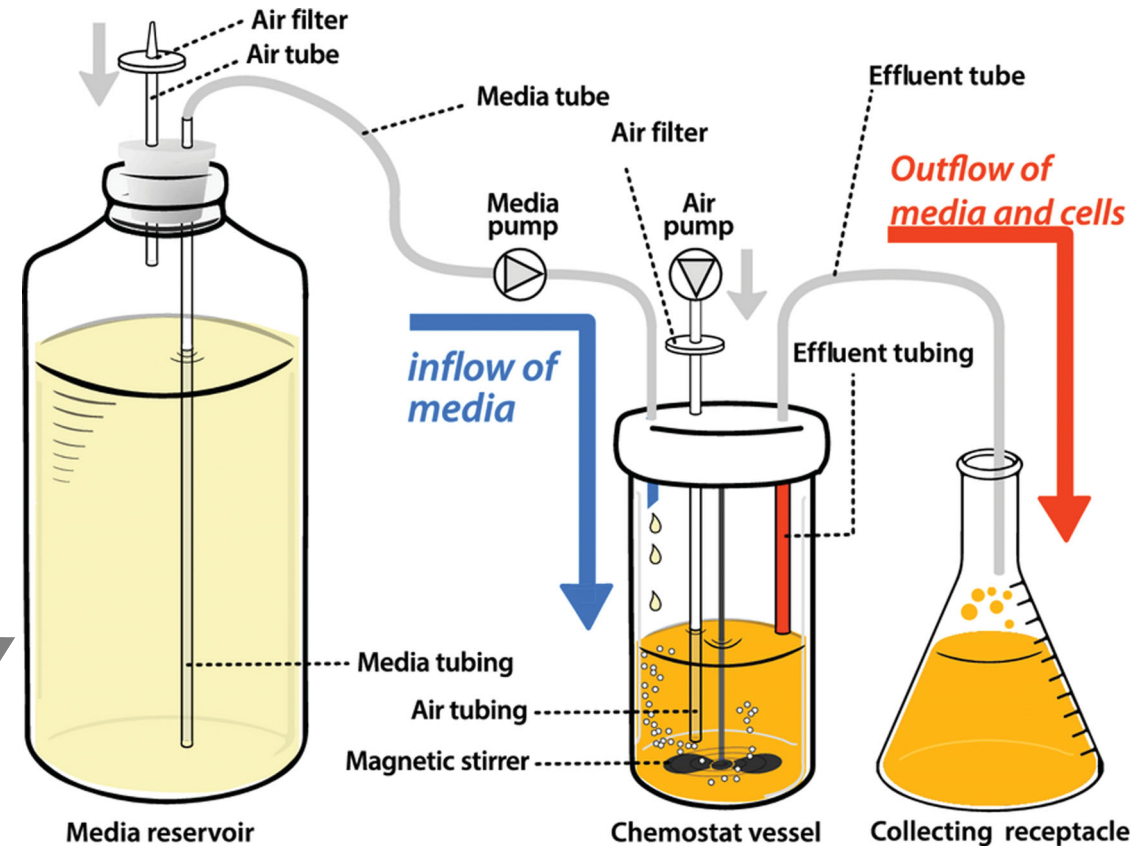 Air filter
Air tube
Media tube
Effluent tube
Air filter
Outflow of
media and cells
Media
pump
Air
pump
inflow of
media
Effluent tubing
Media tubing
Air tubing
Magnetic stirrer
Media reservoir
Chemostat vessel
Collecting receptacle